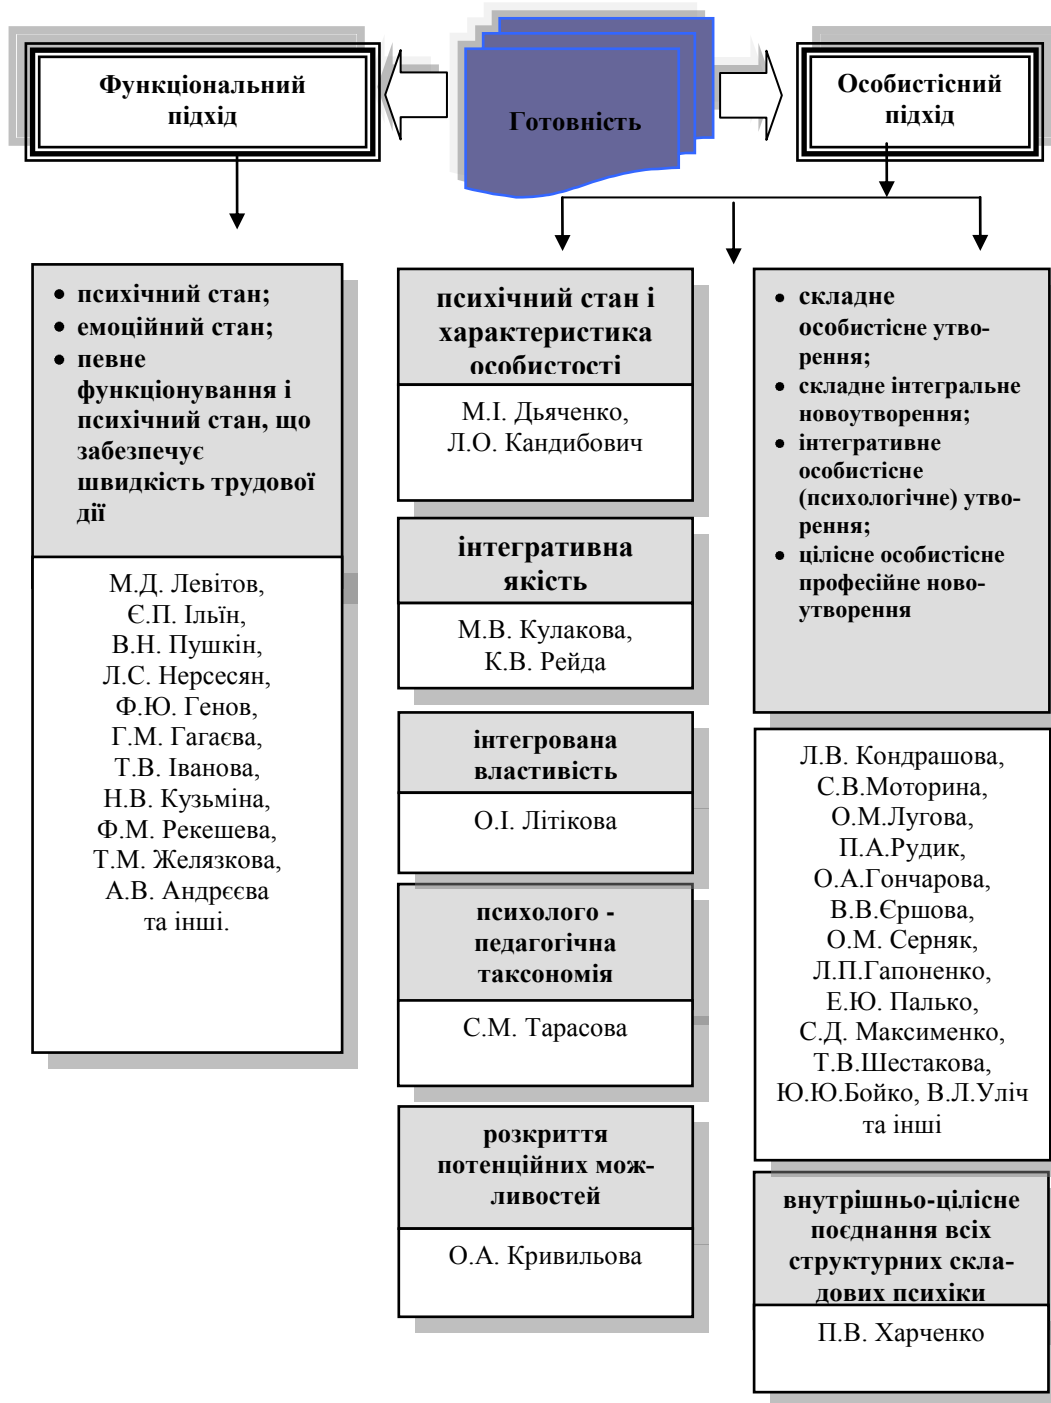 Функціональний
підхід
Готовність
Особистісний
підхід
• психічний стан;
• емоційний стан;
• певне
функціонування і
психічний стан, що
забезпечує
швидкість трудової
дії
М.Д. Левітов,
Є.П. Ільїн,
В.Н. Пушкін,
Л.С. Нерсесян,
Ф.Ю. Генов,
Г.М. Гагаєва,
Т.В. Іванова,
Н.В. Кузьміна,
Ф.М. Рекешева,
Т.М. Желязкова,
А.В. Андрєєва
та інші.
психічний стан і
характеристика
особистості
М.І. Дьяченко,
Л.О. Кандибович
інтегративна
якість
М.В. Кулакова,
К.В. Рейда
інтегрована
властивість
О.І. Літікова
психолого -
педагогічна
таксономія
С.М. Тарасова
розкриття
потенційних мож-
ливостей
О.А. Кривильова
• складне
особистісне утво-
рення;
• складне інтегральне
новоутворення;
• інтегративне
особистісне
(психологічне) утво-
рення;
• цілісне особистісне
професійне ново-
утворення
Л.В. Кондрашова,
С.В.Моторина,
О.М.Лугова,
П.А.Рудик,
О.А.Гончарова,
В.В.Єршова,
О.М. Серняк,
Л.П.Гапоненко,
Е.Ю. Палько,
С.Д. Максименко,
Т.В.Шестакова,
Ю.Ю.Бойко, В.Л.Уліч
та інші
внутрішньо-цілісне
поєднання всіх
структурних скла-
дових психіки
П.В. Харченко